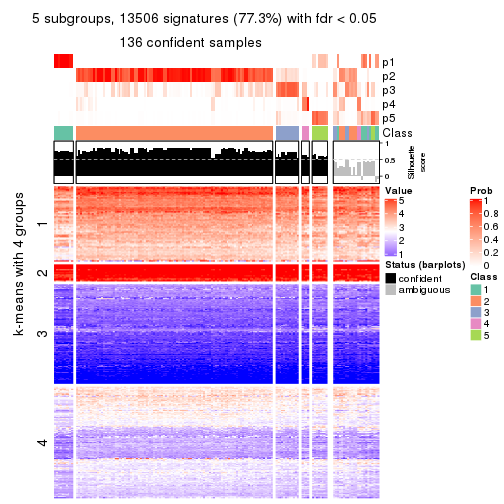 5 subgroups, 13506 signatures (77.3%) with fdr < 0.05
136 confident samples
p1
p2
p3
p4
p5
Class
1
0.5
0
Silhouette
score
k-means with 4 groups
1
2
3
4
Value
5
4
3
2
1
Status (barplots)
confident
ambiguous
Prob
1
0.8
0.6
0.4
0.2
0
Class
1
2
3
4
5